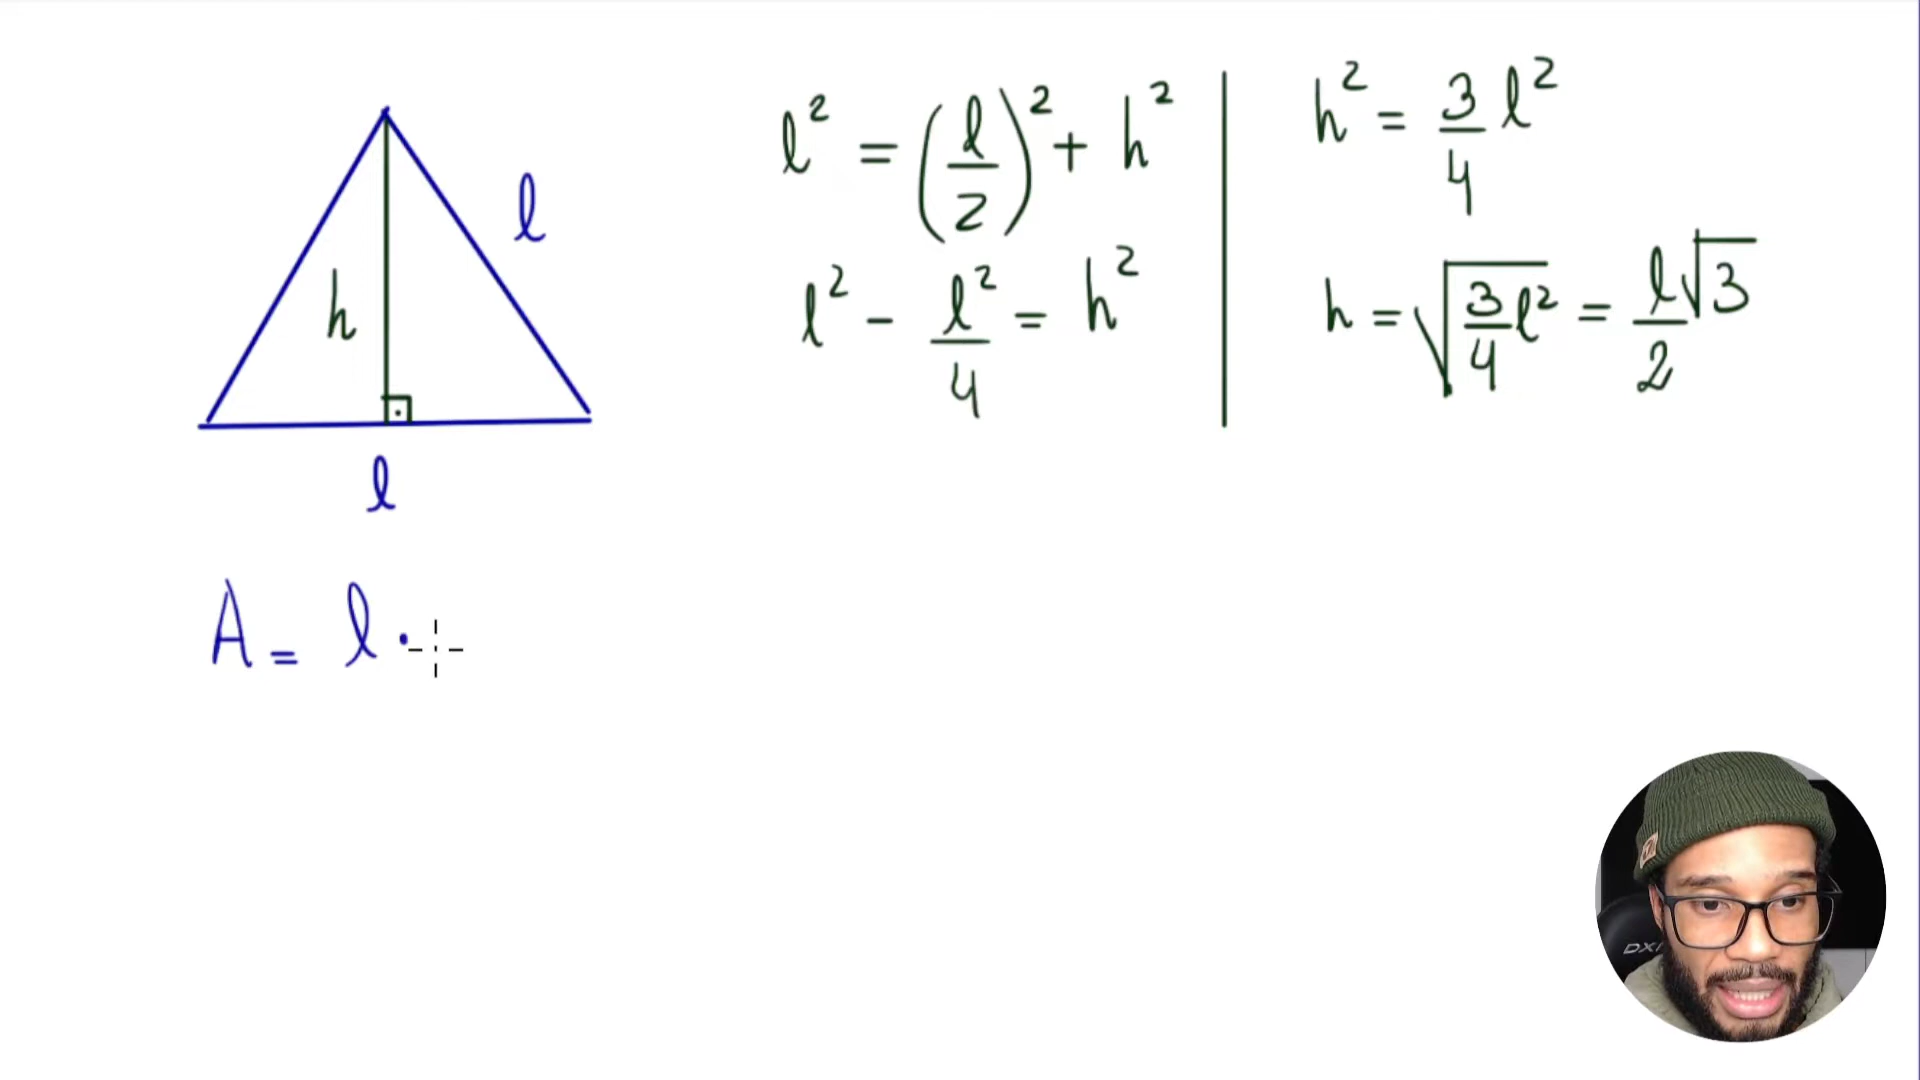 h
l
l
A = l ·
l² = (l/2)² + h²
l² - l²/4 = h²
h² = 3/4 l²
h = √(3/4 l²) = l√3/2